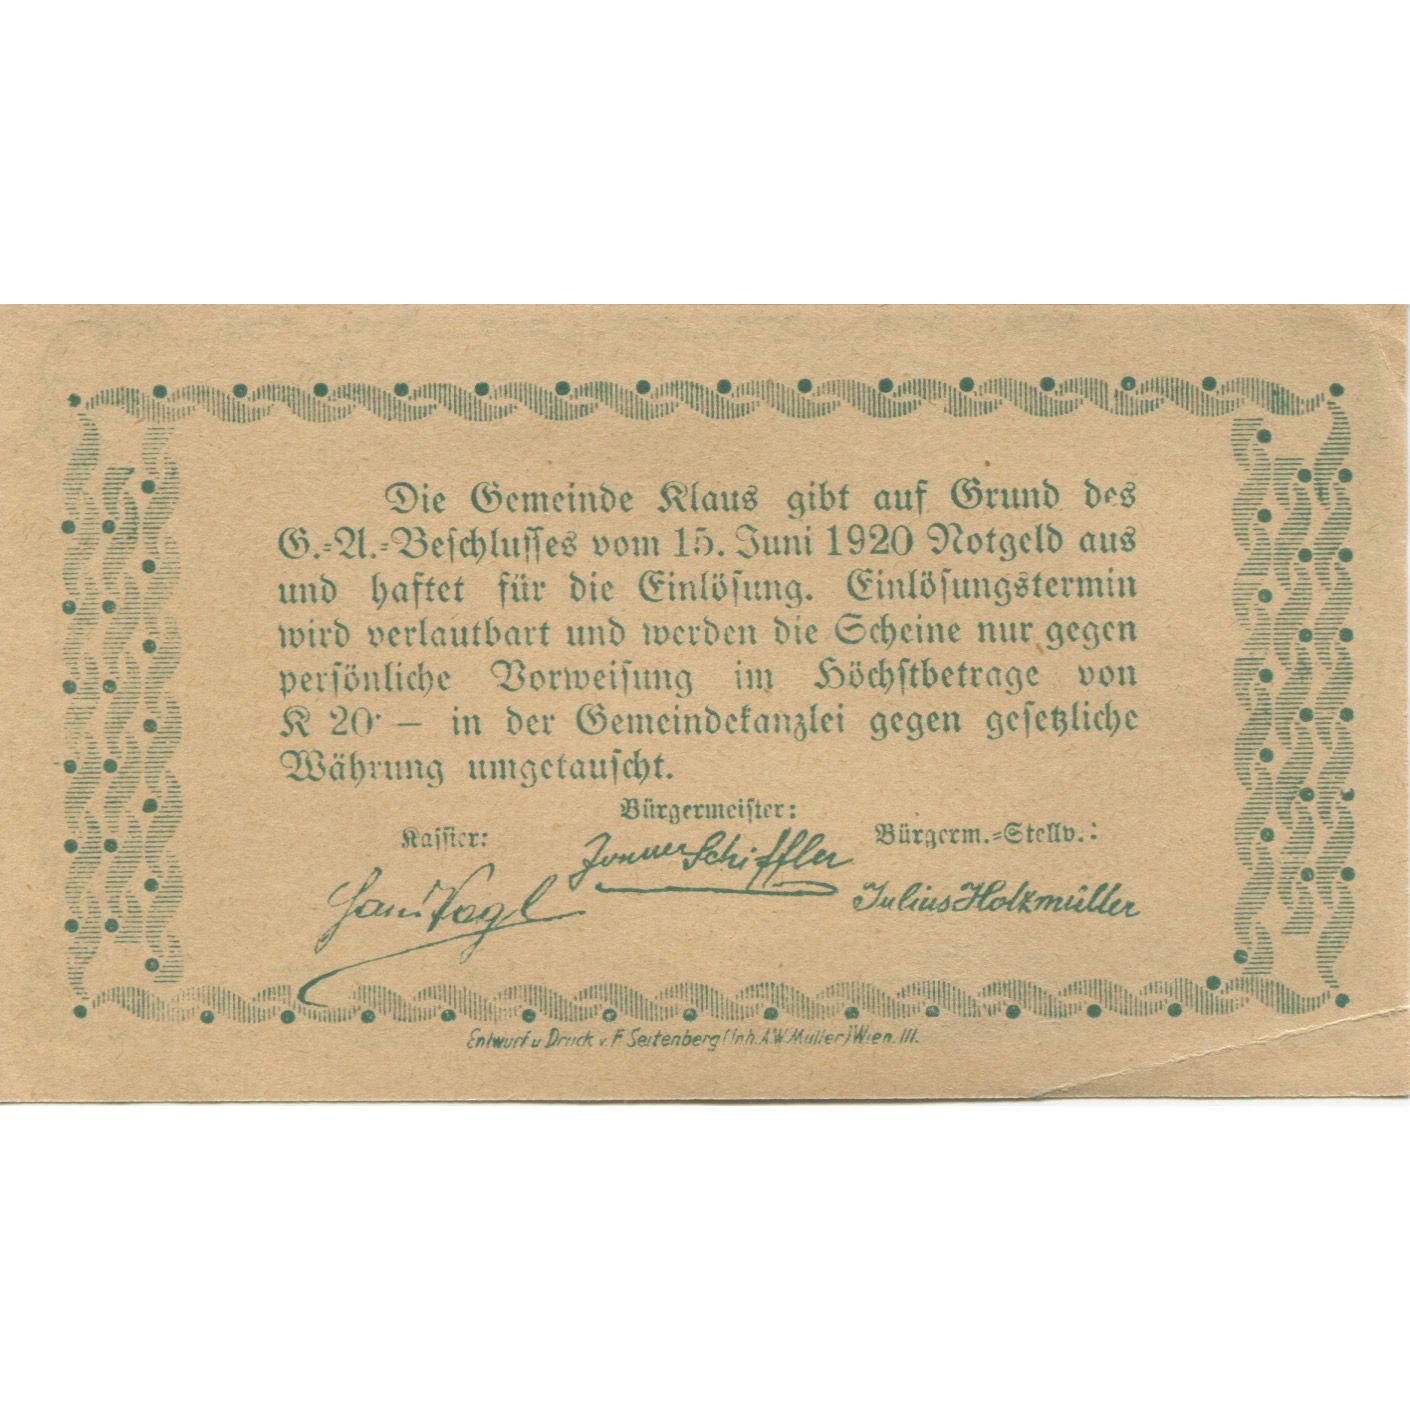 Die Gemeinde Klaus gibt auf Grund des
G.=A.=Beschlusses vom 15. Juni 1920 Notgeld aus
und haftet für die Einlösung. Einlösungstermin
wird verlautbart und werden die Scheine nur gegen
persönliche Vorweisung im Höchstbetrage von
K 20·— in der Gemeindekanzlei gegen gesetzliche
Währung umgetauscht.
Bürgermeister:
Kassier: Bürgerm.=Stellv.:
Schiffler
Vogl Julius Holzmüller
Entwurf u Druck v. F Seitenberg (Inh. A.W. Müller) Wien. III.